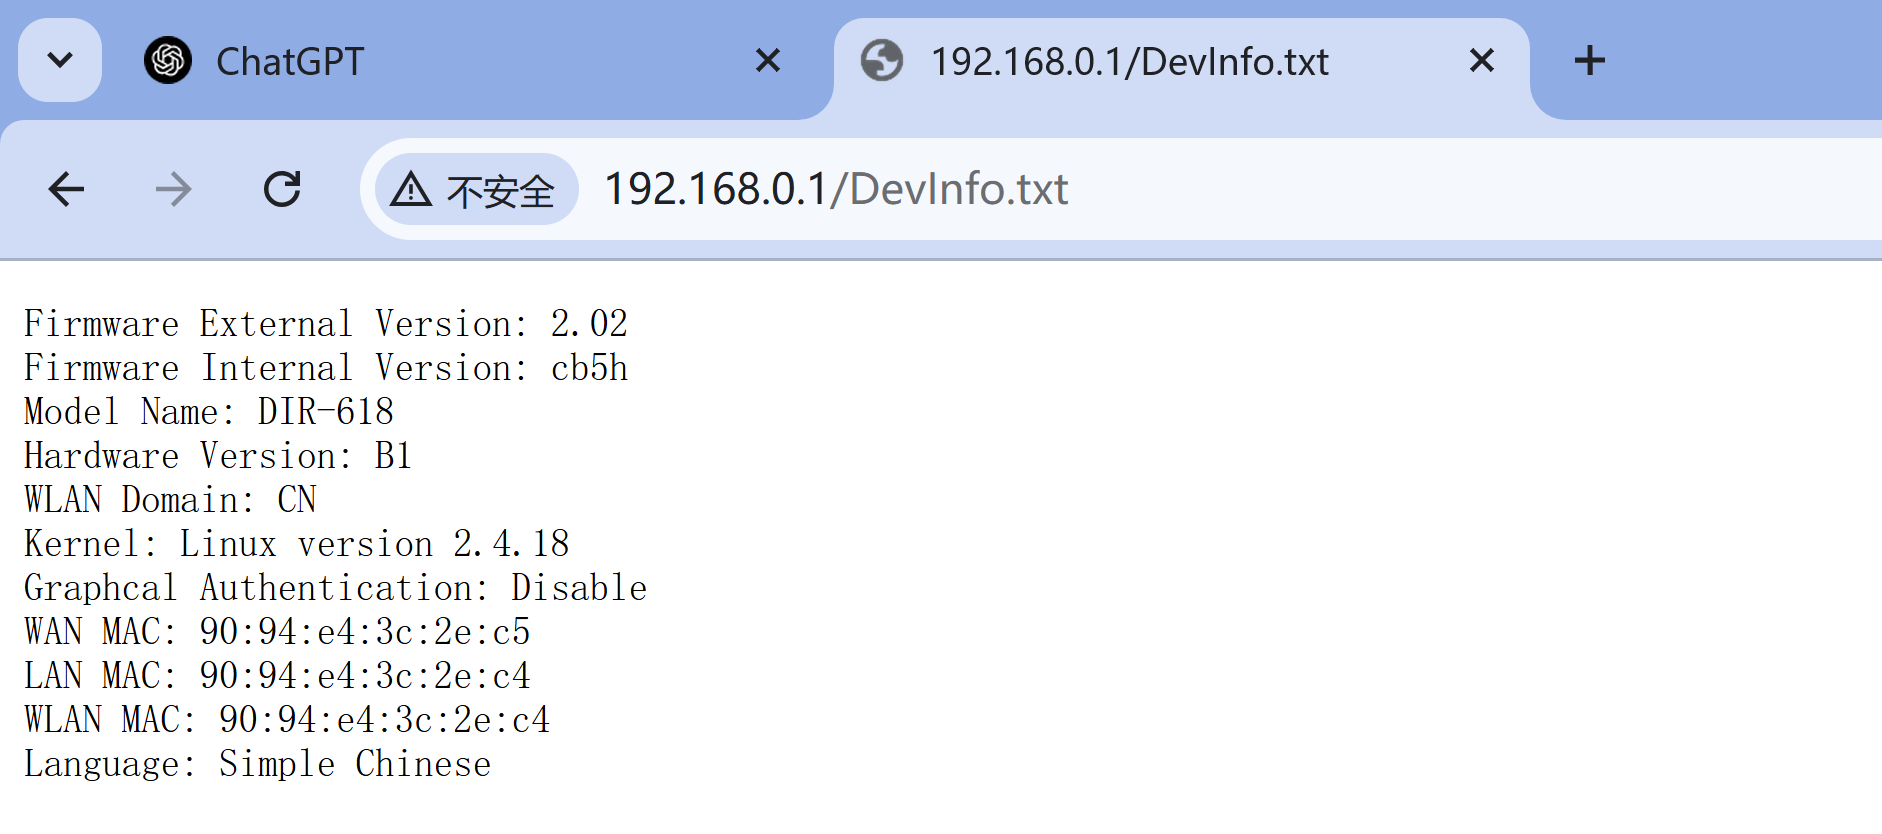 ChatGPT
192.168.0.1/DevInfo.txt
不安全 192.168.0.1/DevInfo.txt
Firmware External Version: 2.02
Firmware Internal Version: cb5h
Model Name: DIR-618
Hardware Version: B1
WLAN Domain: CN
Kernel: Linux version 2.4.18
Graphcal Authentication: Disable
WAN MAC: 90:94:e4:3c:2e:c5
LAN MAC: 90:94:e4:3c:2e:c4
WLAN MAC: 90:94:e4:3c:2e:c4
Language: Simple Chinese